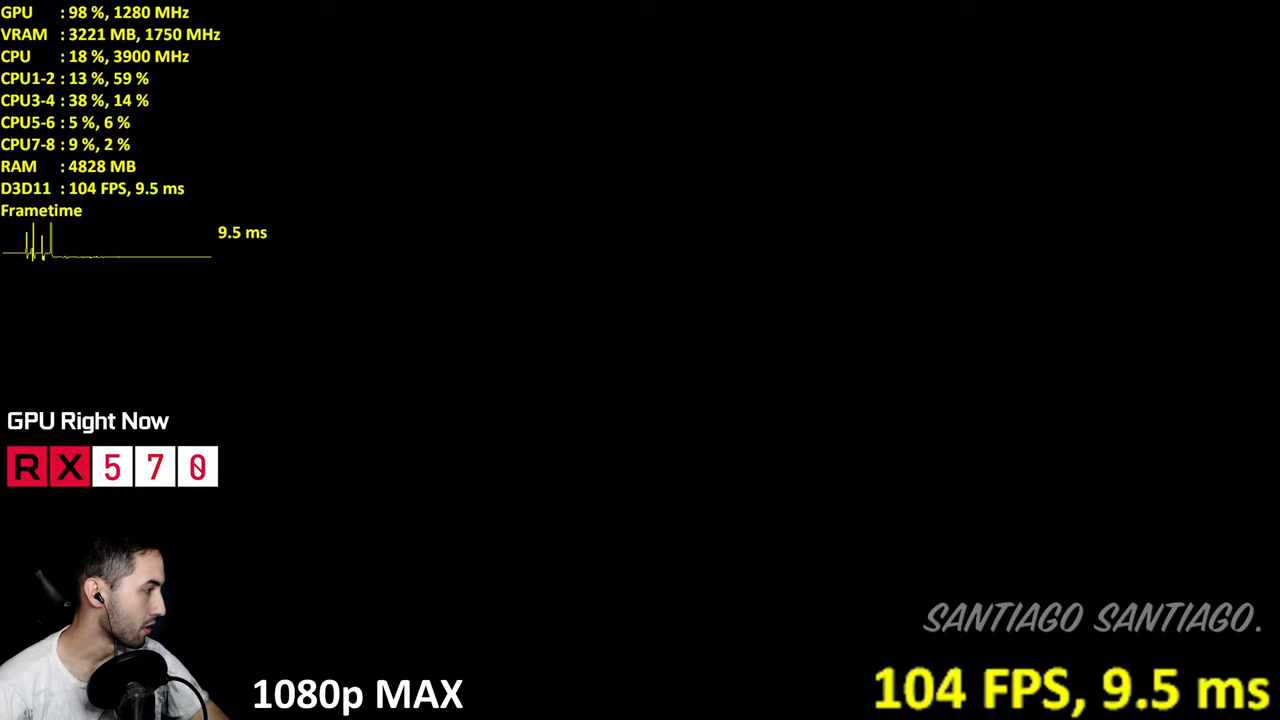 GPU : 98 %, 1280 MHz
VRAM : 3221 MB, 1750 MHz
CPU : 18 %, 3900 MHz
CPU1-2 : 13 %, 59 %
CPU3-4 : 38 %, 14 %
CPU5-6 : 5 %, 6 %
CPU7-8 : 9 %, 2 %
RAM : 4828 MB
D3D11 : 104 FPS, 9.5 ms
Frametime
9.5 ms
GPU Right Now
RX570
SANTIAGO SANTIAGO.
1080p MAX
104 FPS, 9.5 ms